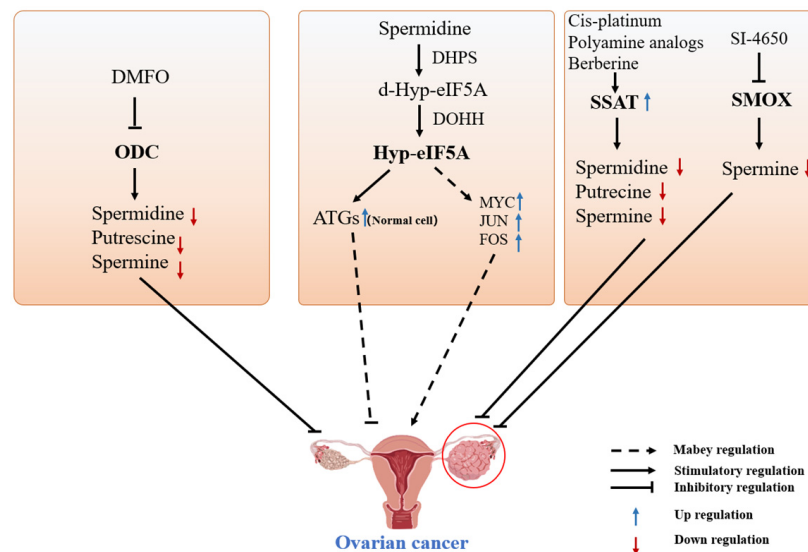 DMFO
ODC
Spermidine
Putrescine
Spermine
Spermidine
DHPS
d-Hyp-eIF5A
DOHH
Hyp-eIF5A
ATGs (Normal cell)
MYC
JUN
FOS
Cis-platinum
Polyamine analogs
Berberine
SSAT
Spermidine
Putrecine
Spermine
SI-4650
SMOX
Spermine
Ovarian cancer
Mabey regulation
Stimulatory regulation
Inhibitory regulation
Up regulation
Down regulation